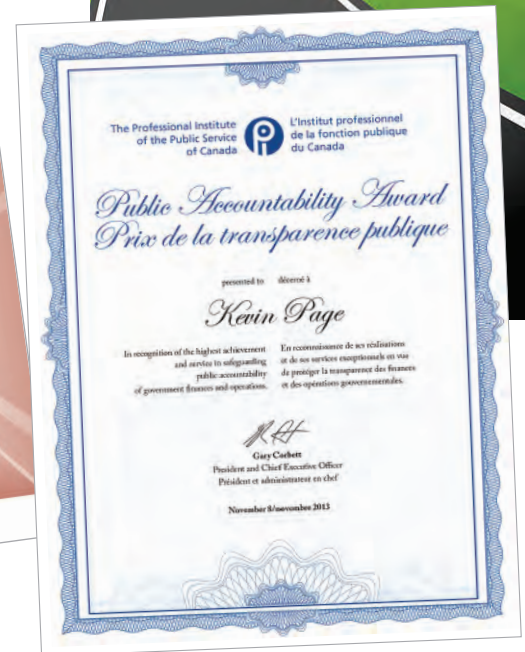 The Professional Institute
of the Public Service
of Canada
L'Institut professionnel
de la fonction publique
du Canada
Public Accountability Award
Prix de la transparence publique
presented to décerné à
Kevin Page
In recognition of the highest achievement
and service in safeguarding
public accountability
of government finances and operations.
En reconnaissance de ses réalisations
et de ses services exceptionnels en vue
de protéger la transparence des finances
et des opérations gouvernementales.
Gary Corbett
President and Chief Executive Officer
Président et administrateur en chef
November 8/novembre 2013